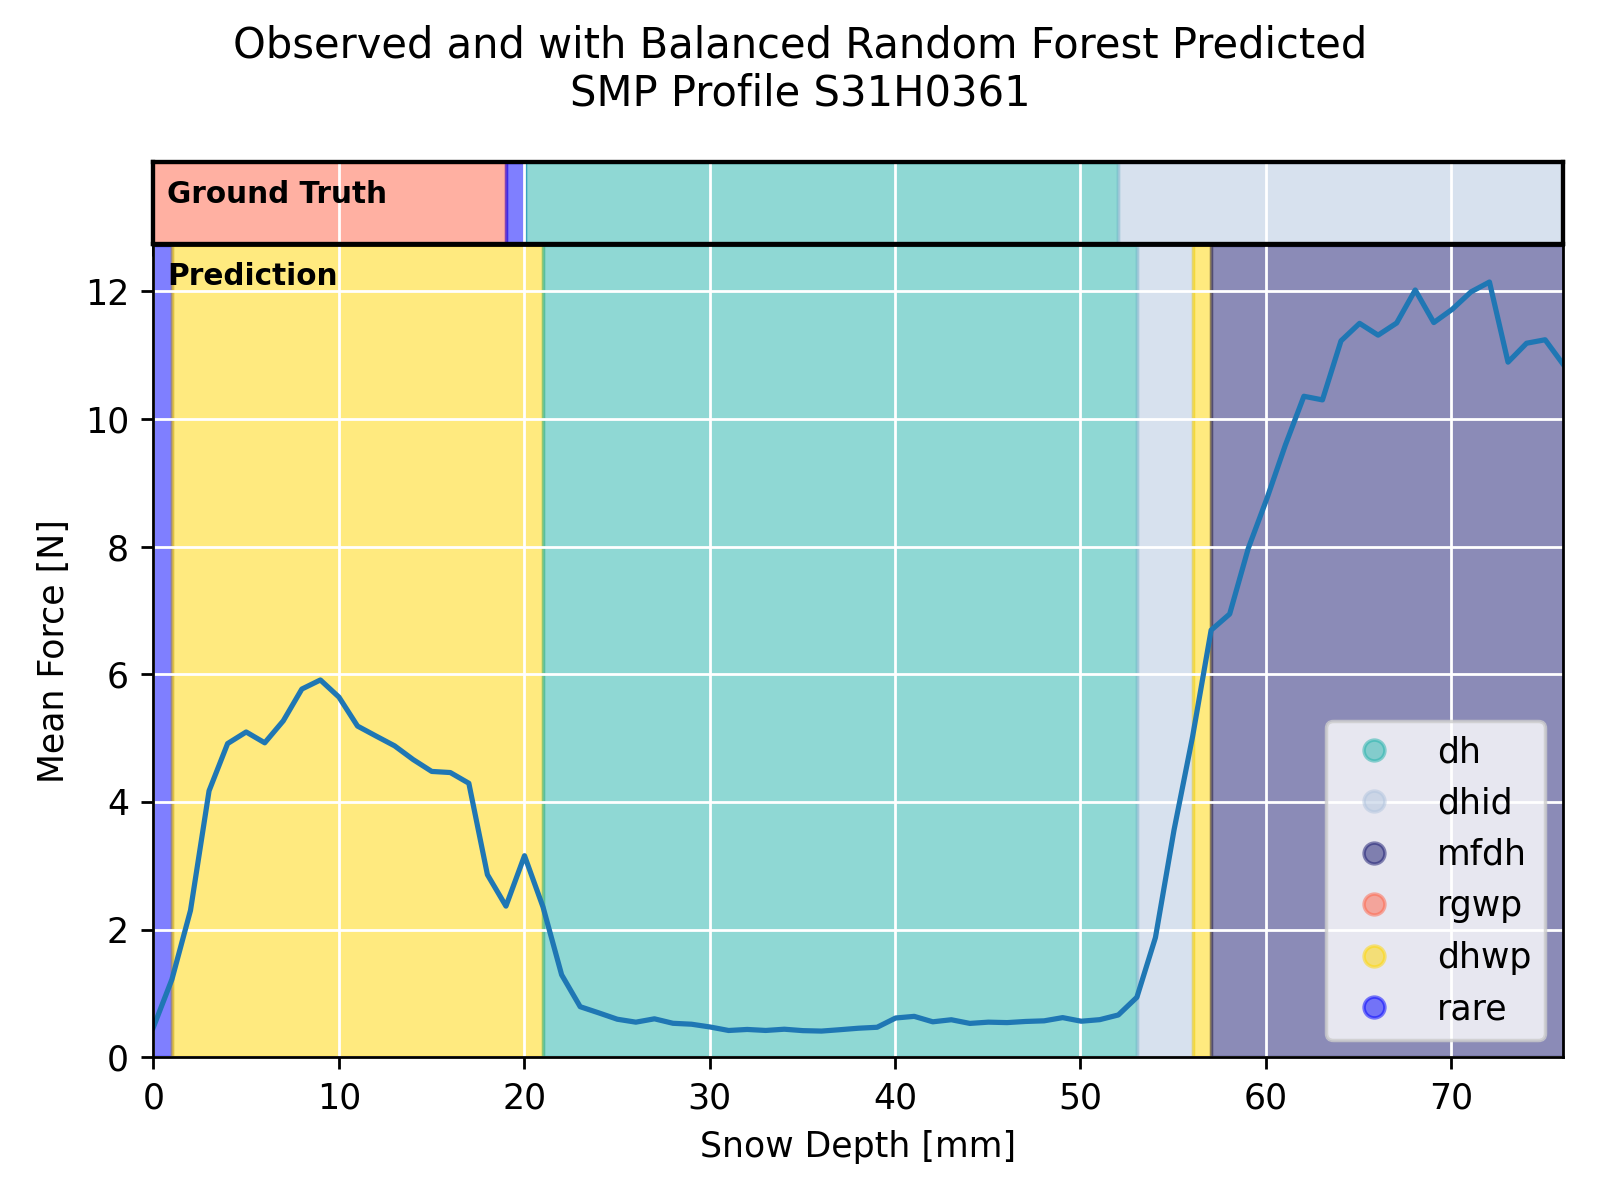 Observed and with Balanced Random Forest Predicted
SMP Profile S31H0361
Ground Truth
Prediction
12
10
8
6
4
2
0
Mean Force [N]
dh
dhid
mfdh
rgwp
dhwp
rare
0 10 20 30 40 50 60 70
Snow Depth [mm]